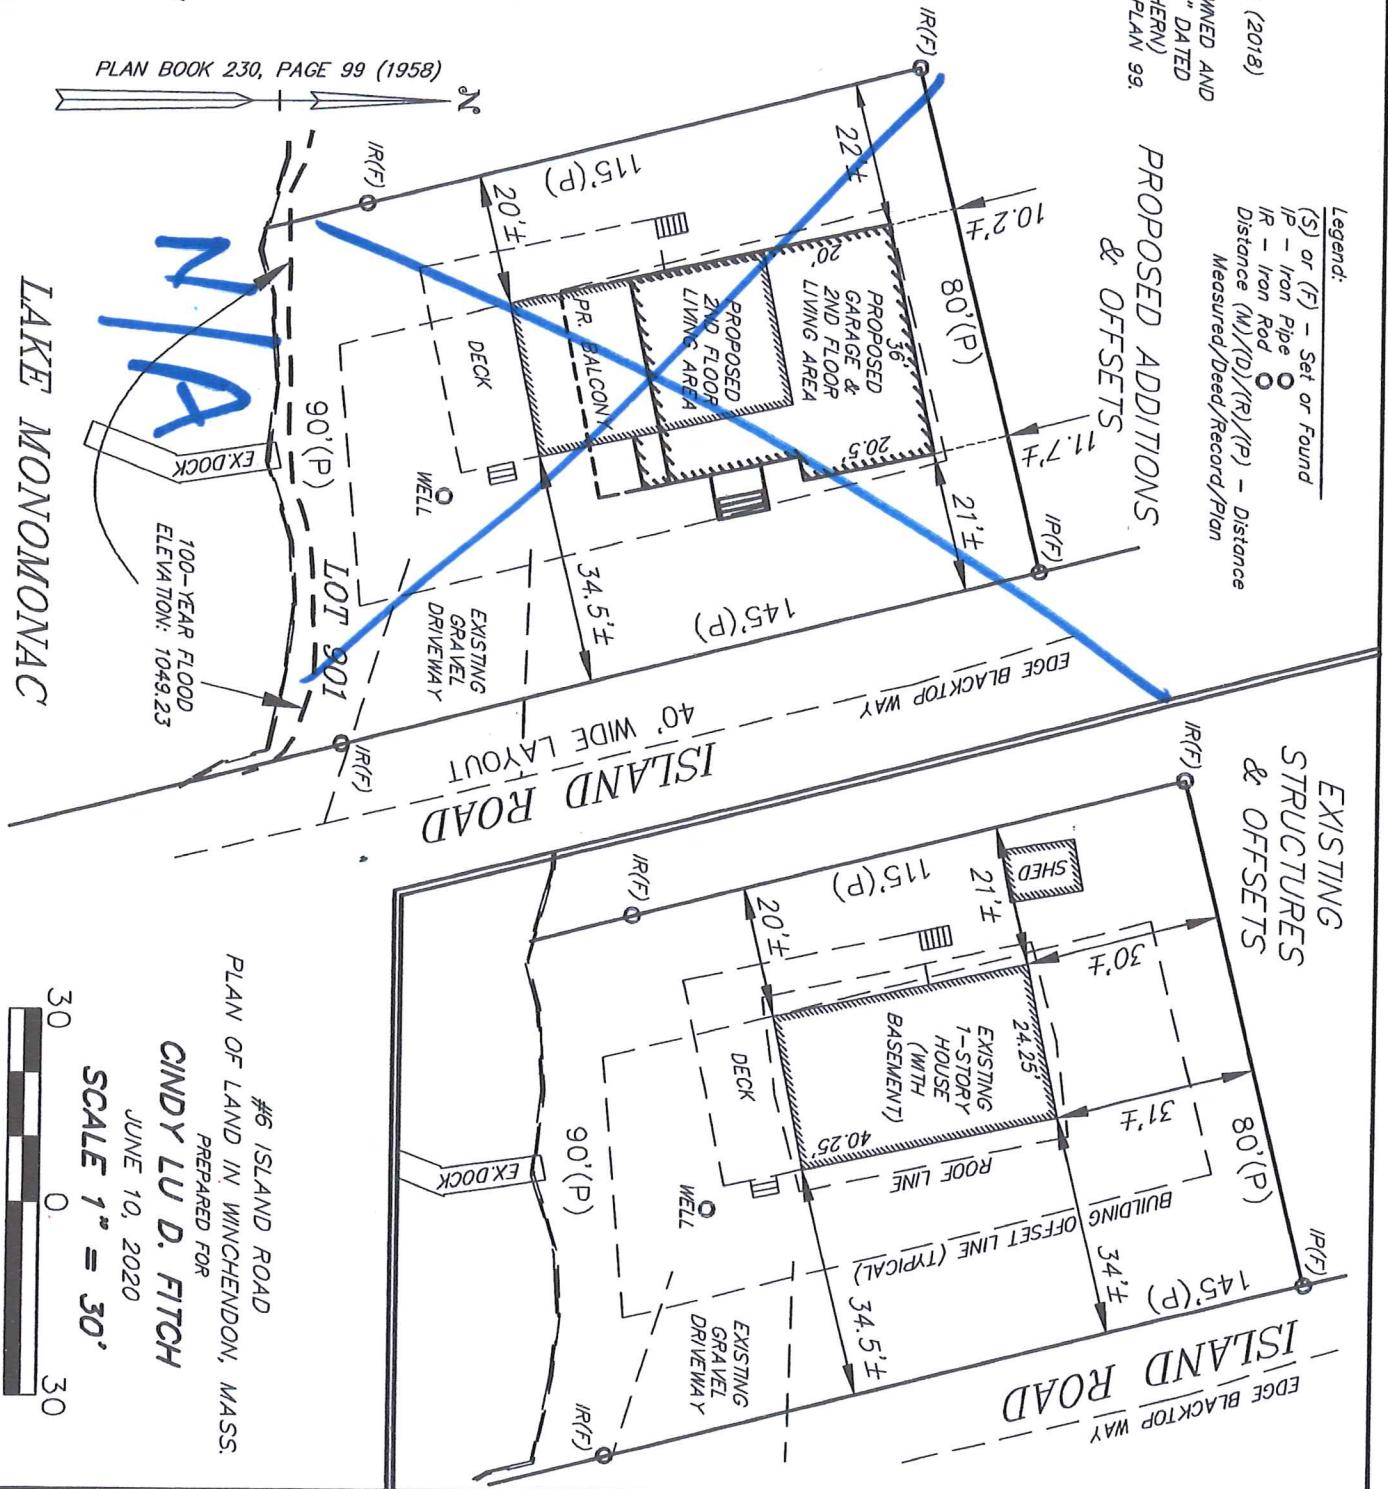 (2018)
WNED AND
" DATED
HERN)
PLAN 99.
Legend:
(S) or (F) - Set or Found
IP - Iron Pipe
IR - Iron Rod
Distance (M)/(D)/(R)/(P) - Distance
Measured/Deed/Record/Plan
PROPOSED ADDITIONS
& OFFSETS
PLAN BOOK 230, PAGE 99 (1958)
N
IR(F)
22'±
10.2'±
80'(P)
11.7'±
IP(F)
21'±
115'(P)
IR(F)
20'±
20'
36'
PROPOSED
GARAGE &
2ND FLOOR
LIVING AREA
20.5
PROPOSED
2ND FLOOR
LIVING AREA
PR. BALCONY
DECK
WELL
34.5'±
145'(P)
EXISTING
GRAVEL
DRIVEWAY
90'(P)
LOT 901
EX.DOCK
N/A
100-YEAR FLOOD
ELEVATION: 1049.23
LAKE MONOMONAC
IR(F)
EDGE BLACKTOP WAY
40' WIDE LAYOUT
ISLAND ROAD
EXISTING
STRUCTURES
& OFFSETS
IR(F)
SHED
21'±
30'±
80'(P)
31'±
IP(F)
115'(P)
IR(F)
20'±
24.25'
EXISTING
1-STORY
HOUSE
(WITH
BASEMENT)
40.25'
ROOF LINE
DECK
WELL
BUILDING OFFSET LINE (TYPICAL)
34'±
34.5'±
145'(P)
EXISTING
GRAVEL
DRIVEWAY
90'(P)
EX.DOCK
IR(F)
ISLAND ROAD
EDGE BLACKTOP WAY
#6 ISLAND ROAD
PLAN OF LAND IN WINCHENDON, MASS.
PREPARED FOR
CINDY LU D. FITCH
JUNE 10, 2020
SCALE 1" = 30'
30 0 30